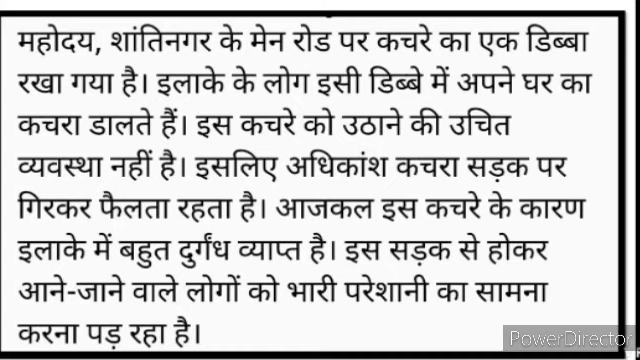 महोदय, शांतिनगर के मेन रोड पर कचरे का एक डिब्बा
रखा गया है। इलाके के लोग इसी डिब्बे में अपने घर का
कचरा डालते हैं। इस कचरे को उठाने की उचित
व्यवस्था नहीं है। इसलिए अधिकांश कचरा सड़क पर
गिरकर फैलता रहता है। आजकल इस कचरे के कारण
इलाके में बहुत दुर्गंध व्याप्त है। इस सड़क से होकर
आने-जाने वाले लोगों को भारी परेशानी का सामना
करना पड़ रहा है।
PowerDirector